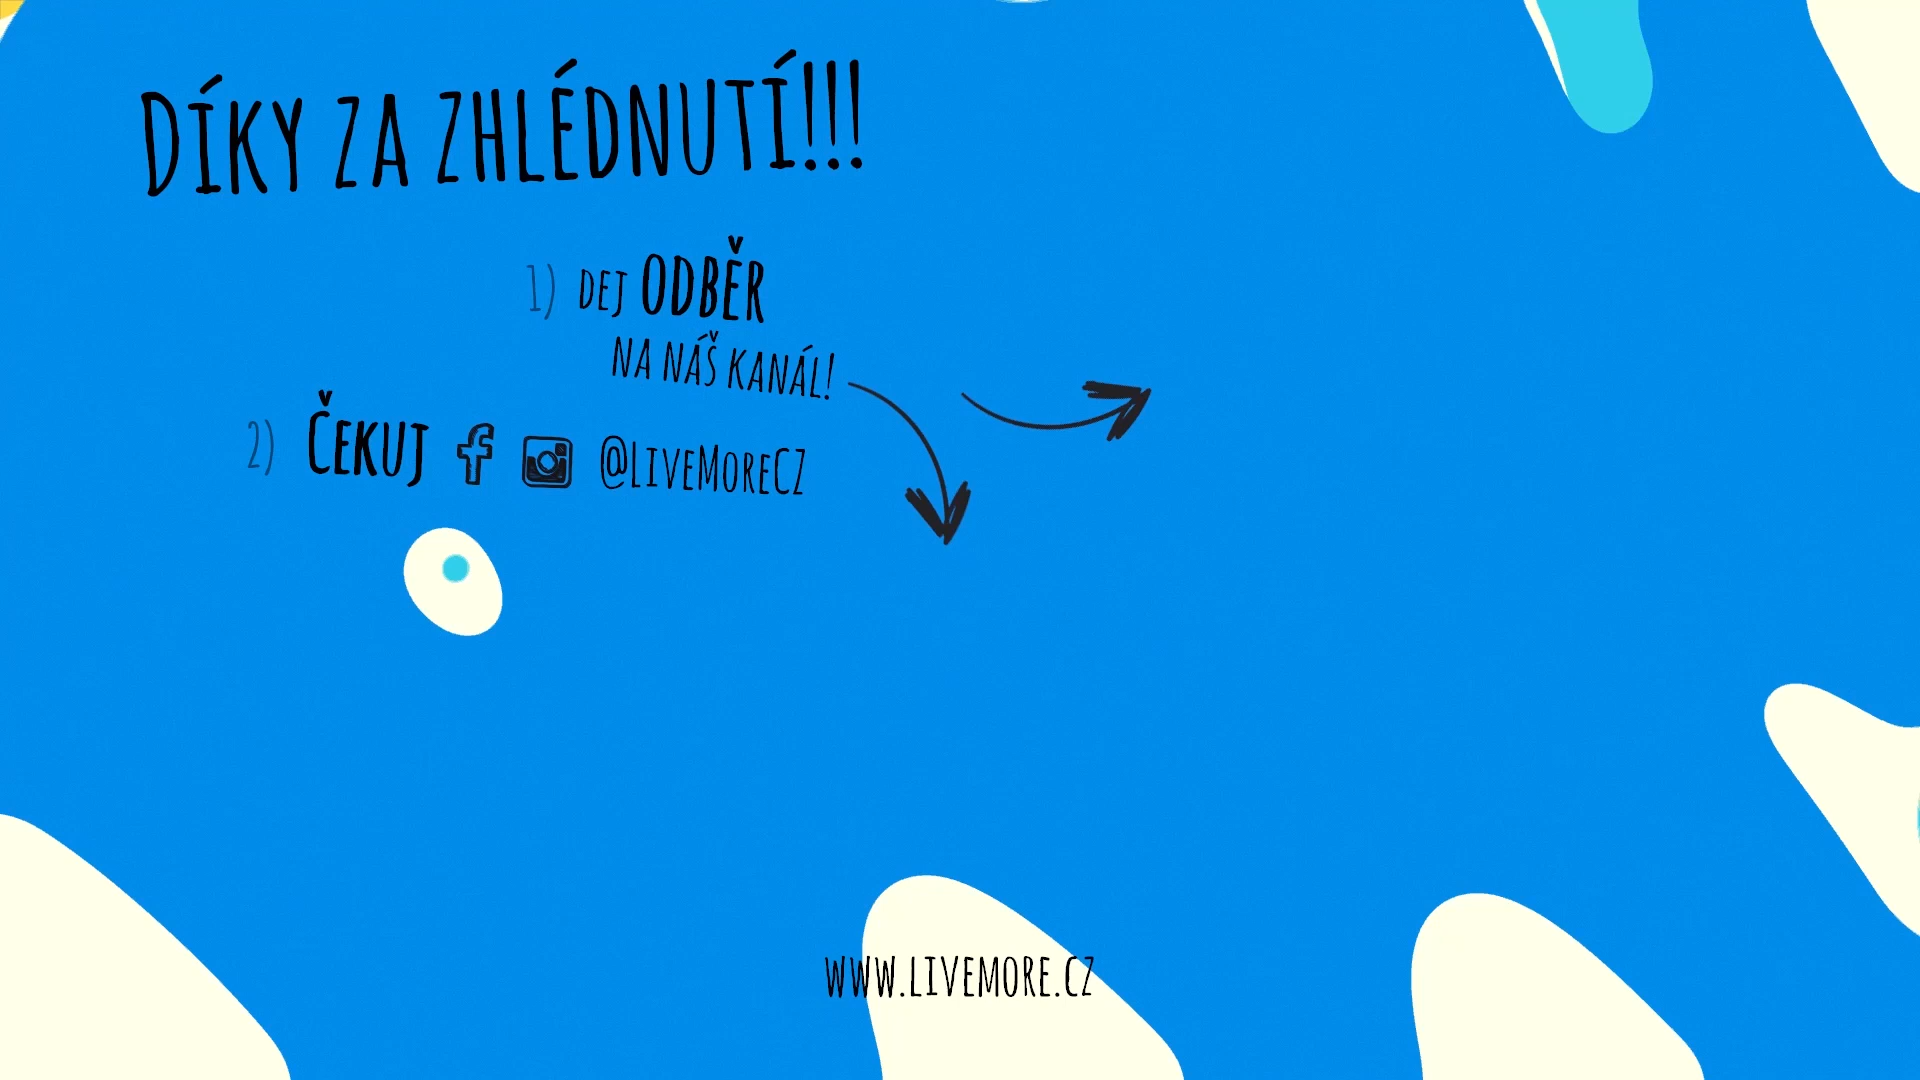 DÍKY ZA ZHLÉDNUTÍ!!!
1) DEJ ODBĚR
NA NÁŠ KANÁL!
2) ČEKUJ @LIVEMORECZ
WWW.LIVEMORE.CZ